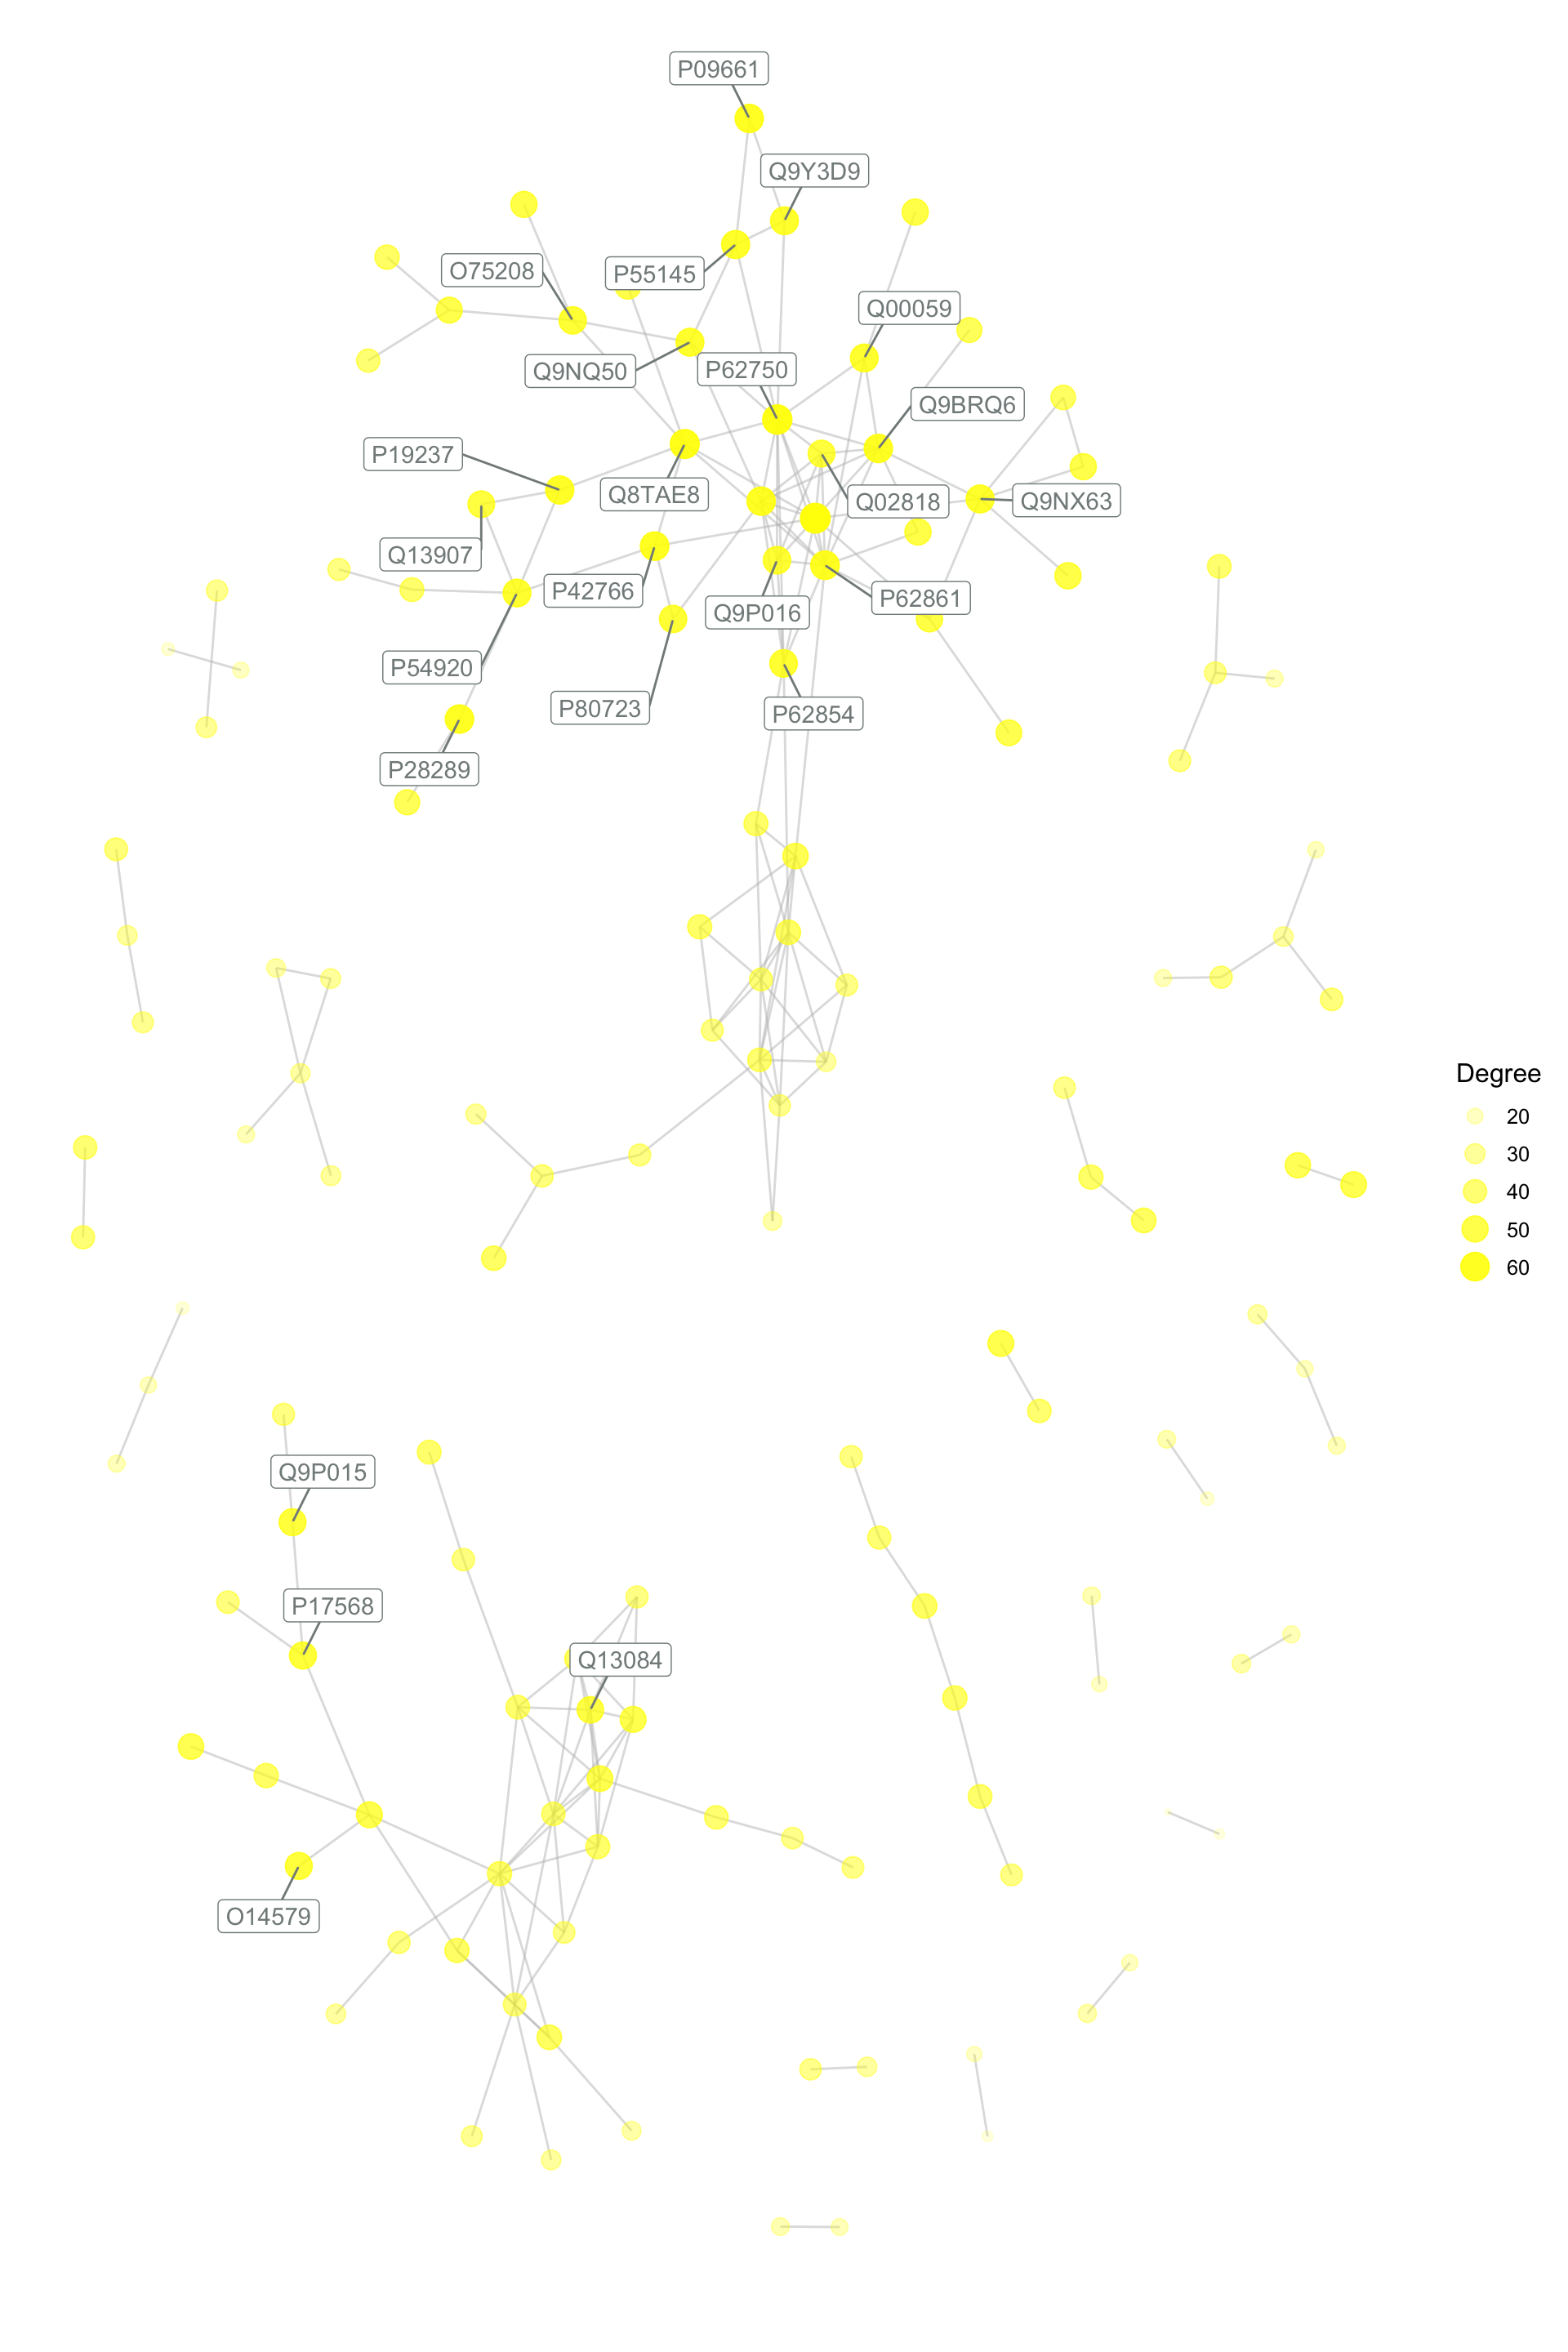 P09661
Q9Y3D9
O75208
P55145
Q00059
Q9NQ50
P62750
Q9BRQ6
P19237
Q8TAE8
Q02818
Q9NX63
Q13907
P42766
Q9P016
P62861
P54920
P80723
P62854
P28289
Degree
20
30
40
50
60
Q9P015
P17568
Q13084
O14579